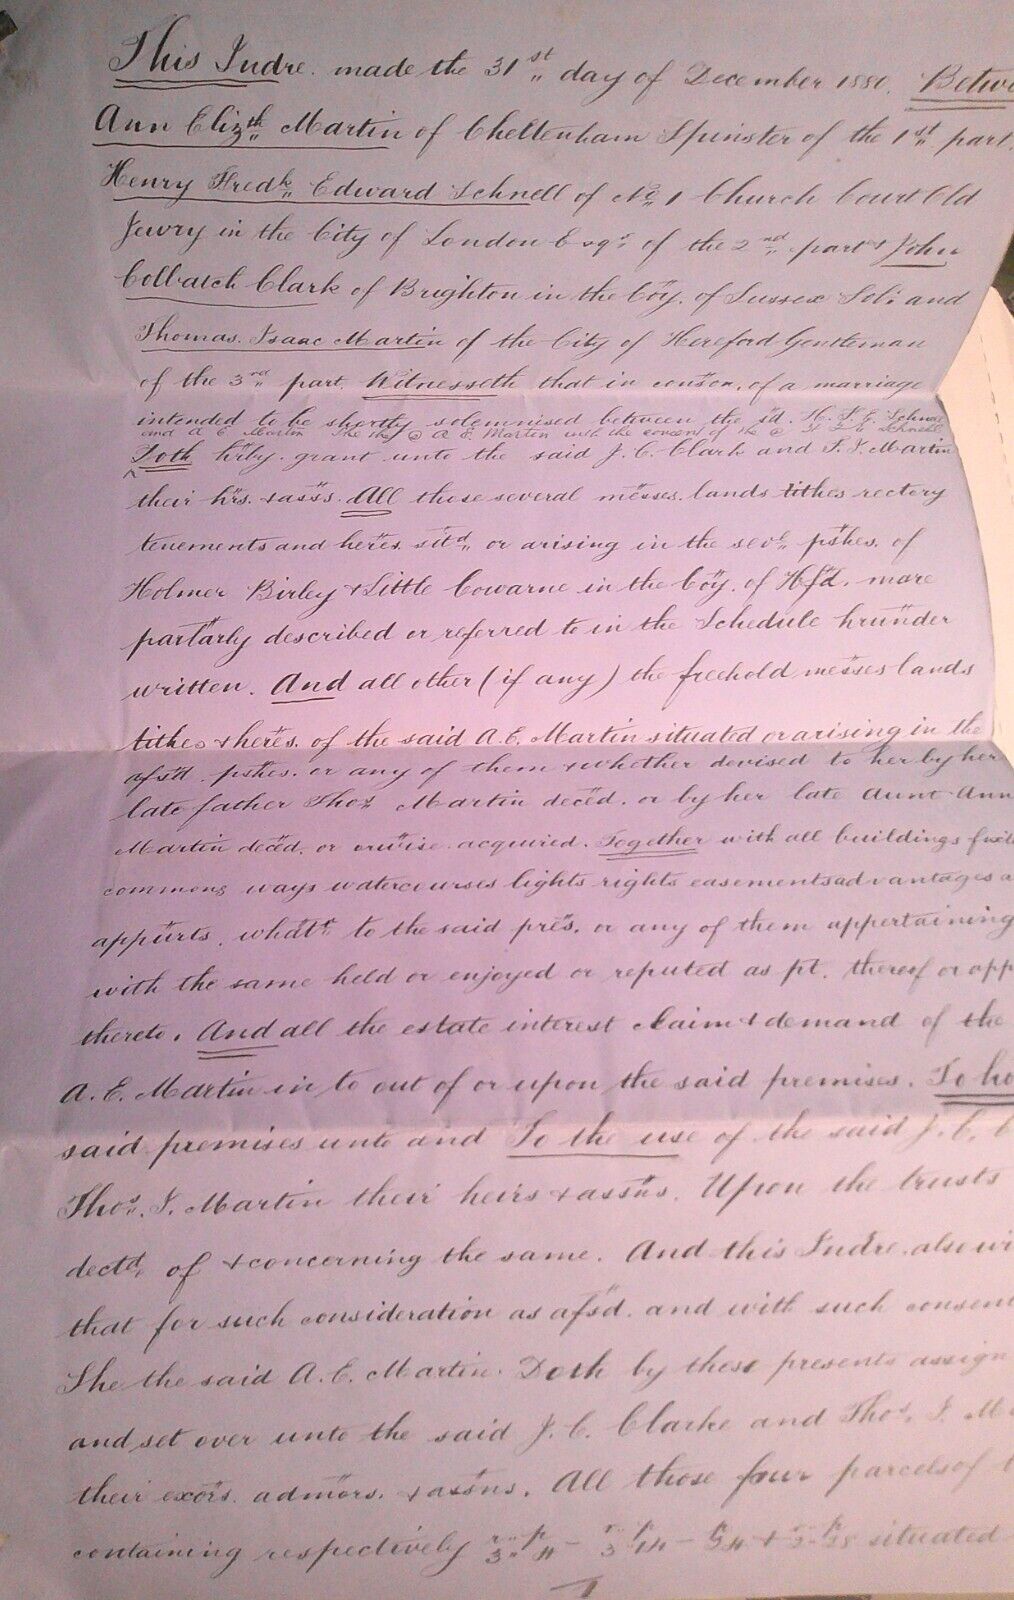 This Indre. made the 31st day of December 1880. Betw
Ann Elizth Martin of Cheltenham Spinster of the 1st part.
Henry Fredk Edward Schnell of No 1 Church Court Old
Jewry in the City of London Esqr of the 2nd part & John
Colbatch Clark of Brighton in the Coy. of Sussex Solr and
Thomas Isaac Martin of the City of Hereford Gentleman
of the 3rd part. Witnesseth that in conson. of a marriage
intended to be shortly solemnised between the sd. H. F. E. Schnell
and A E Martin She the sd A E Martin with the consent of the sd H F E Schnell
Doth hrby. grant unto the said J. C. Clark and T. I. Martin
their hrs. & assns. All those several messes. lands tithes rectory
tenements and heres. sitd. or arising in the sevl. pshes. of
Holmer Birley & Little Cowarne in the Coy. of Hfd. more
partarly described or referred to in the Schedule hrunder
written. And all other (if any) the freehold messes lands
tithes & heres. of the said A. E. Martin situated or arising in the
afsd pshes. or any of them & whether devised to her by her
late father Thos Martin deced. or by her late Aunt Ann
Martin deced. or orwise. acquired. Together with all buildings
commons ways watercourses lights rights easements advantages a
appurts. whatr. to the said pres. or any of them appertaining
with the same held or enjoyed or reputed as pt. thereof or app
thereto. And all the estate interest claim & demand of the
A. E. Martin in to out of or upon the said premises. To ho
said premises unto and To the use of the said J. C. C
Thos. I. Martin their heirs & assns. Upon the trusts
dectd. of & concerning the same. And this Indre. also wi
that for such consideration as afsd. and with such consent
She the said A. E. Martin Doth by these presents assign
and set over unto the said J. C. Clarke and Thos. I. M
their exors. admors. & assns. All those four parcels of
containing respectively situated